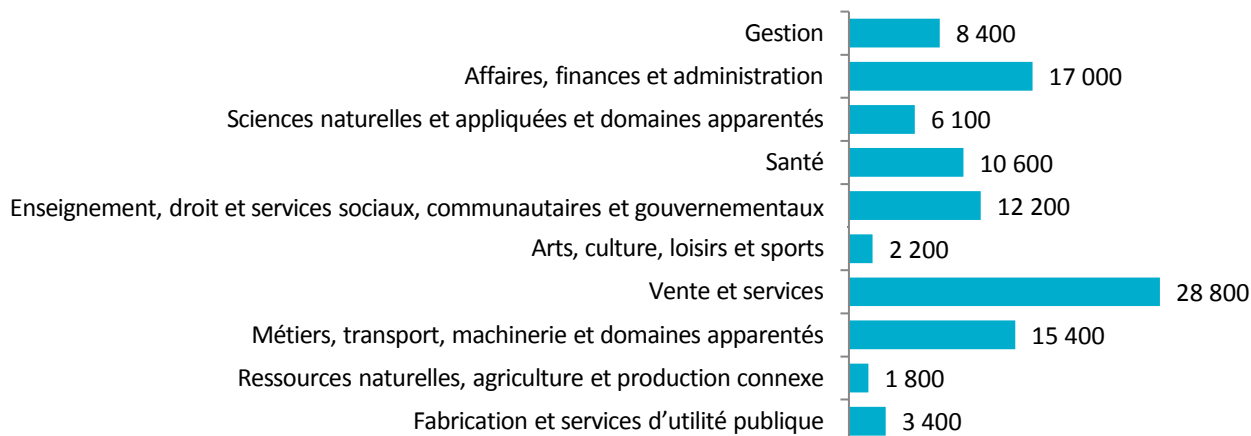 Gestion 8 400
Affaires, finances et administration 17 000
Sciences naturelles et appliquées et domaines apparentés 6 100
Santé 10 600
Enseignement, droit et services sociaux, communautaires et gouvernementaux 12 200
Arts, culture, loisirs et sports 2 200
Vente et services 28 800
Métiers, transport, machinerie et domaines apparentés 15 400
Ressources naturelles, agriculture et production connexe 1 800
Fabrication et services d’utilité publique 3 400